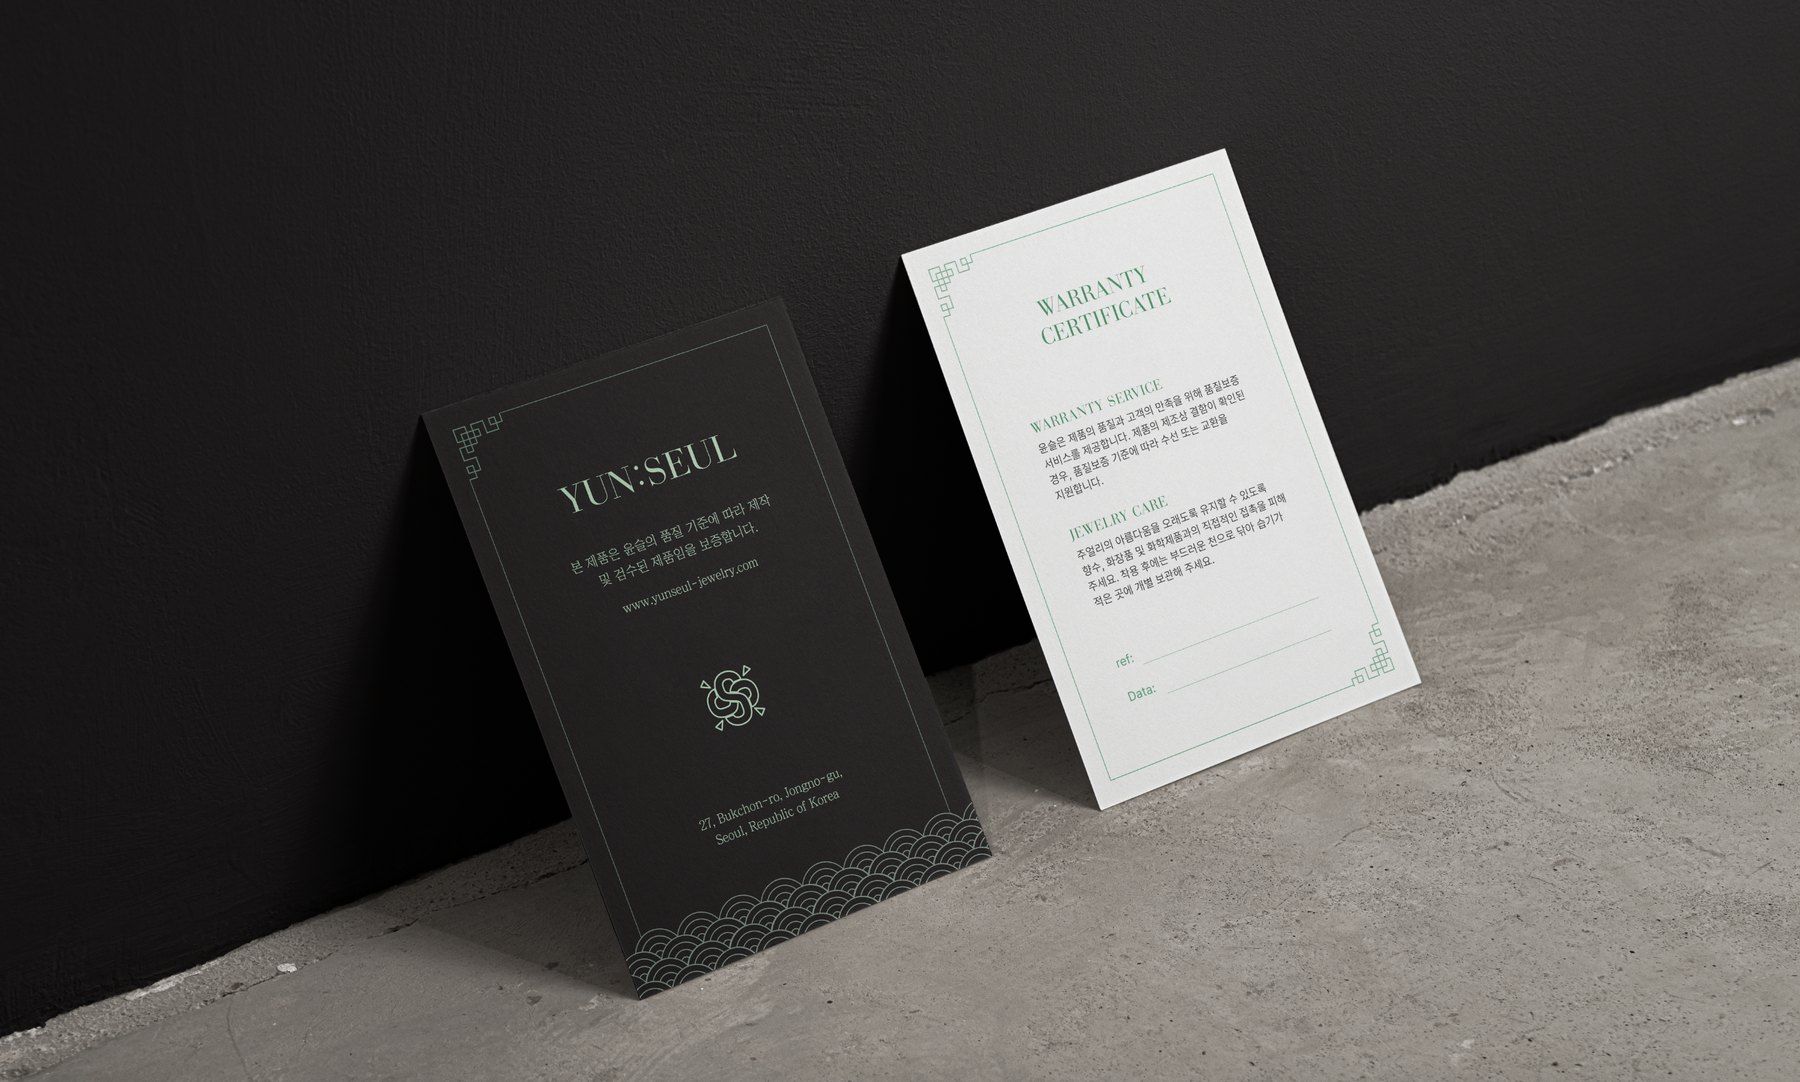 YUN:SEUL
본 제품은 윤슬의 품질 기준에 따라 제작
및 검수된 제품임을 보증합니다.
www.yunseul-jewelry.com
27, Bukchon-ro, Jongno-gu,
Seoul, Republic of Korea
WARRANTY
CERTIFICATE
WARRANTY SERVICE
윤슬은 제품의 품질과 고객의 만족을 위해 품질보증
서비스를 제공합니다. 제품의 제조상 결함이 확인된
경우, 품질보증 기준에 따라 수선 또는 교환을
지원합니다.
JEWELRY CARE
주얼리의 아름다움을 오래도록 유지할 수 있도록
향수, 화장품 및 화학제품과의 직접적인 접촉을 피해
주세요. 착용 후에는 부드러운 천으로 닦아 습기가
적은 곳에 개별 보관해 주세요.
ref:
Data: